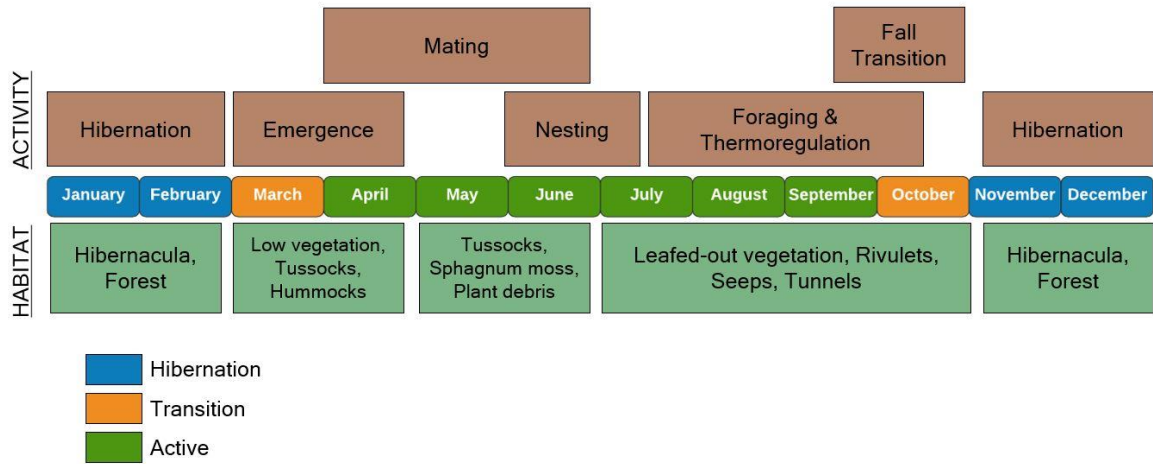 Mating
Fall
Transition
ACTIVITY
Hibernation
Emergence
Nesting
Foraging &
Thermoregulation
Hibernation
January February March April May June July August September October November December
HABITAT
Hibernacula,
Forest
Low vegetation,
Tussocks,
Hummocks
Tussocks,
Sphagnum moss,
Plant debris
Leafed-out vegetation, Rivulets,
Seeps, Tunnels
Hibernacula,
Forest
Hibernation
Transition
Active